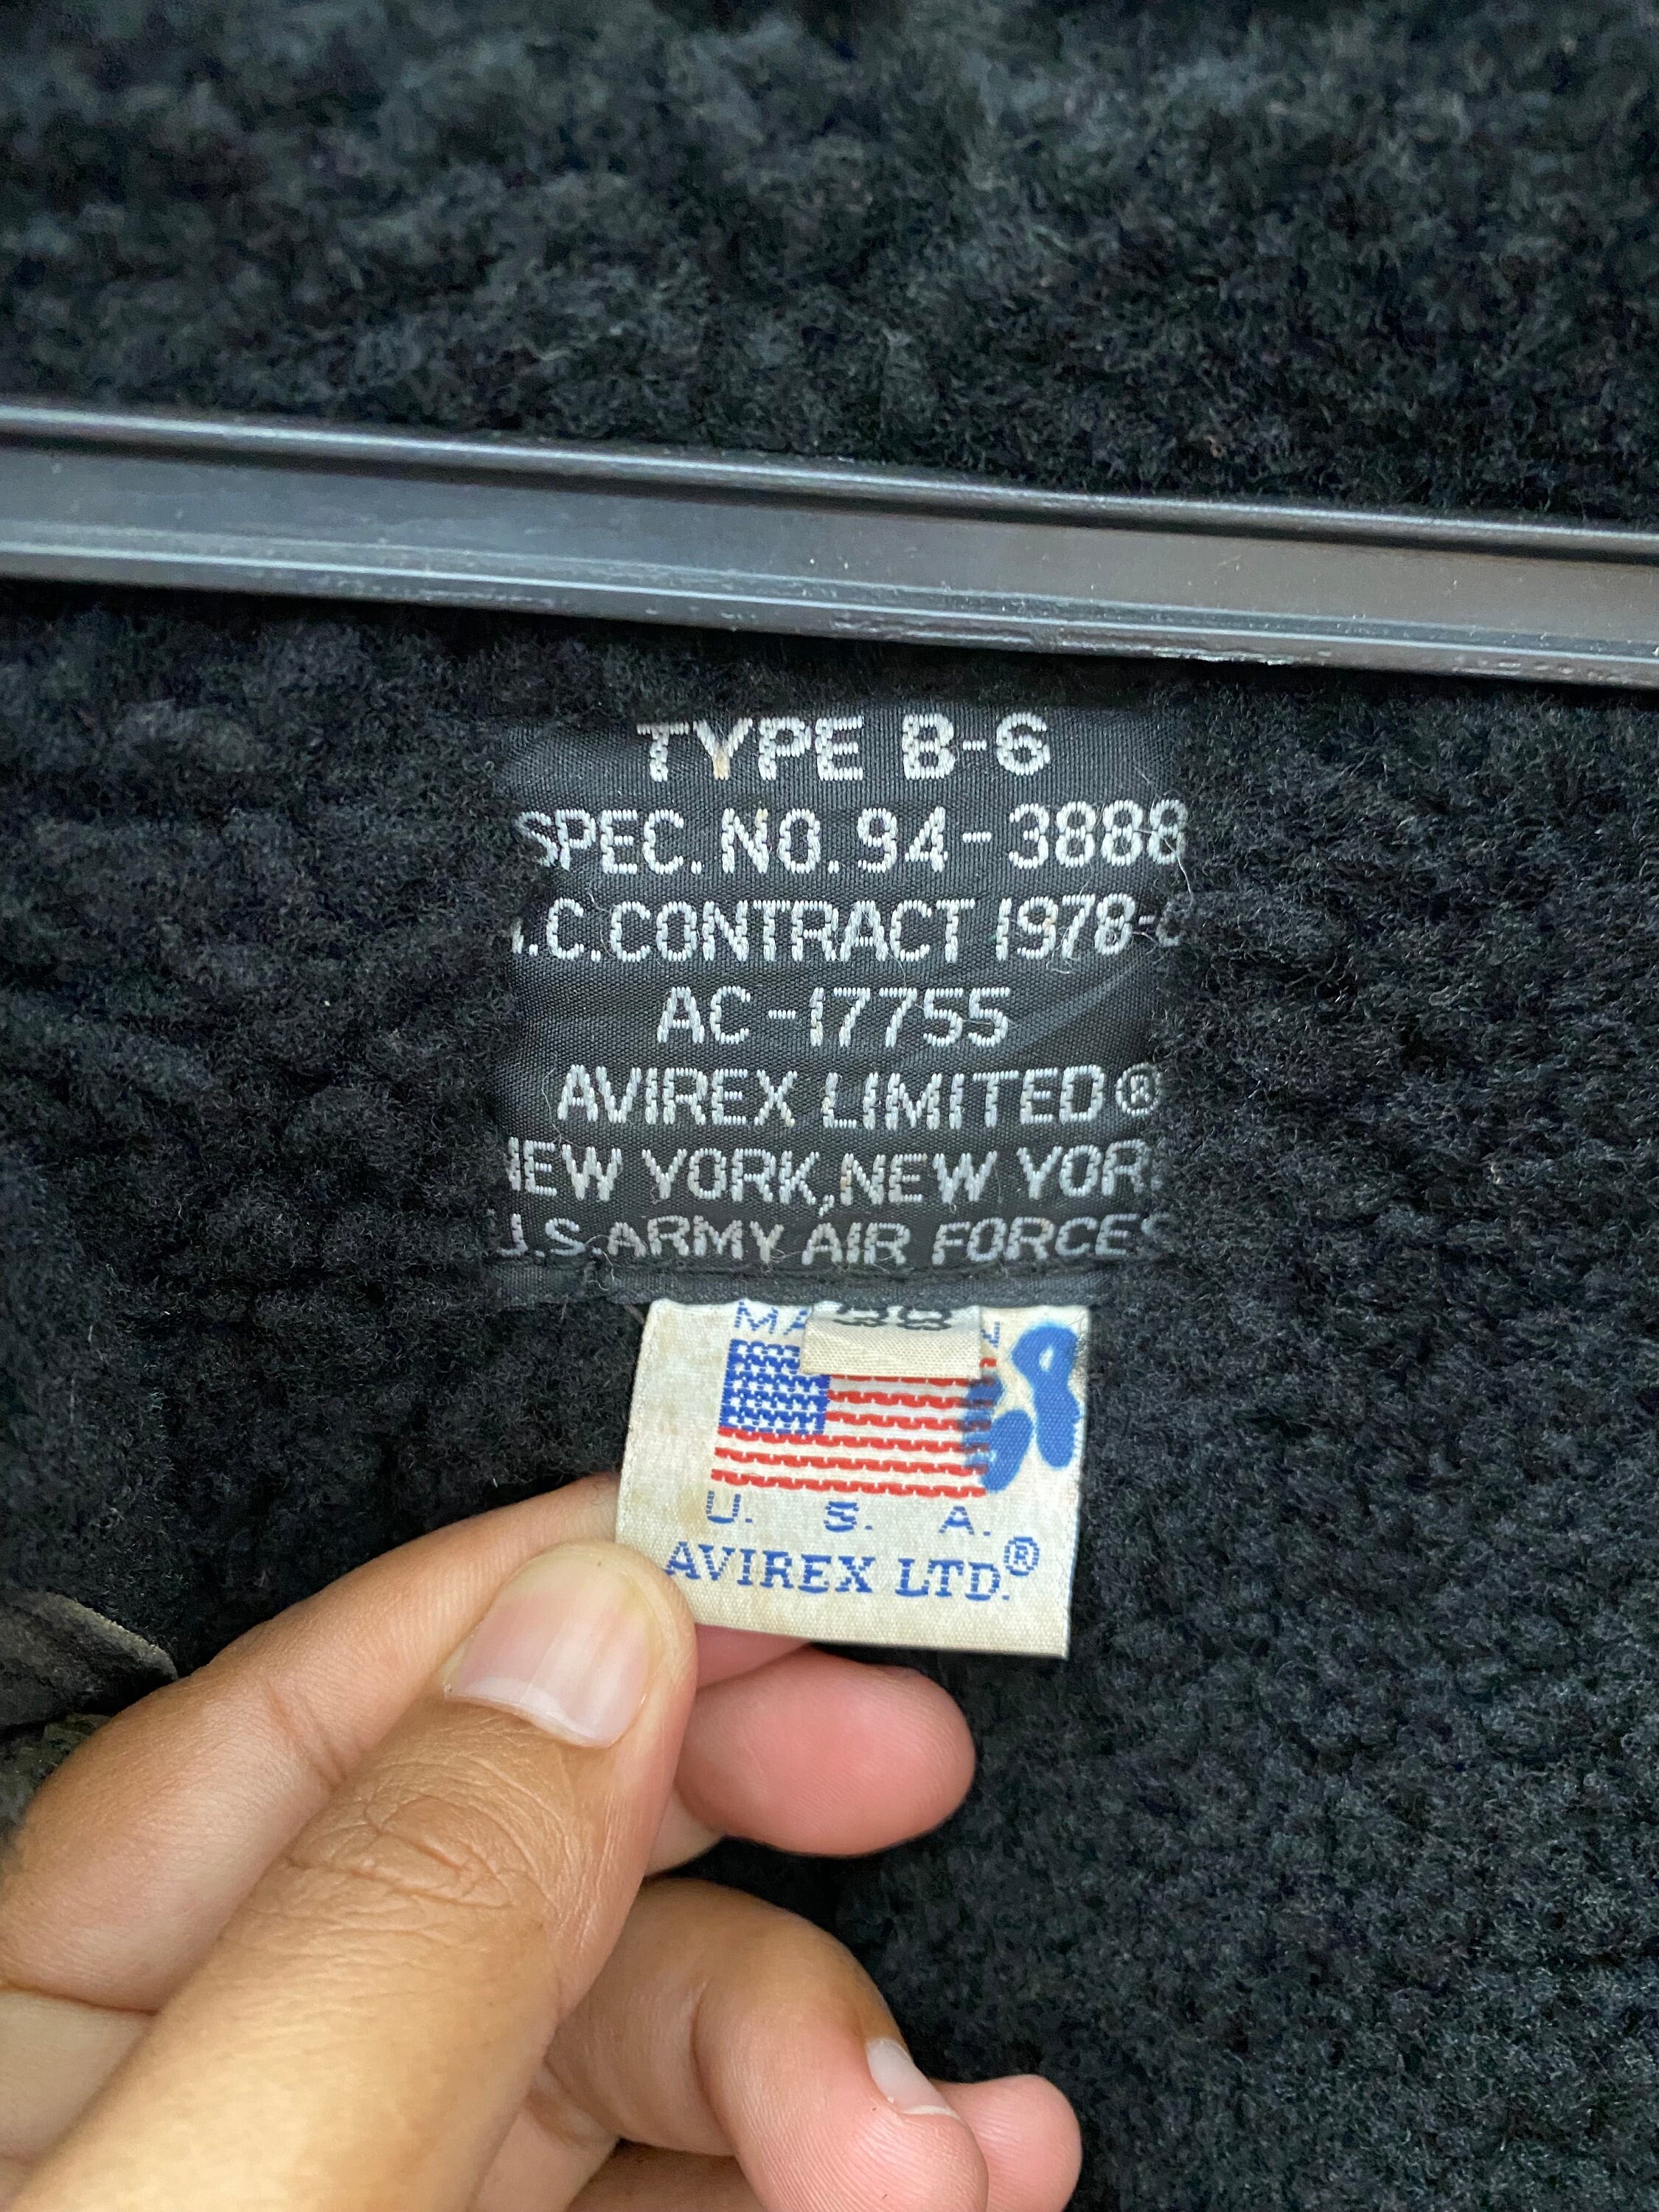 TYPE B-6
SPEC. NO. 94-3888
.C. CONTRACT 1978-
AC-17755
AVIREX LIMITED®
NEW YORK, NEW YOR
U.S. ARMY AIR FORCES
38
U. S. A.
AVIREX LTD.®